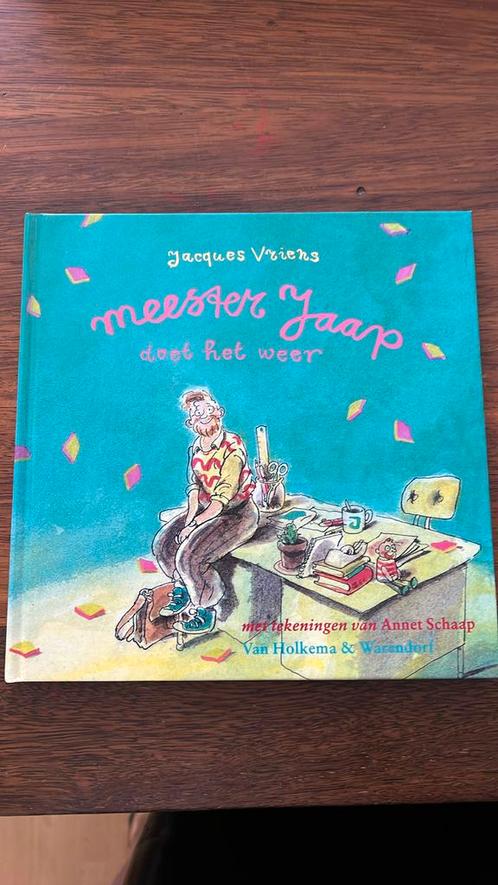 Jacques Vriens
meester Jaap
doet het weer
J
met tekeningen van Annet Schaap
Van Holkema & Warendorf